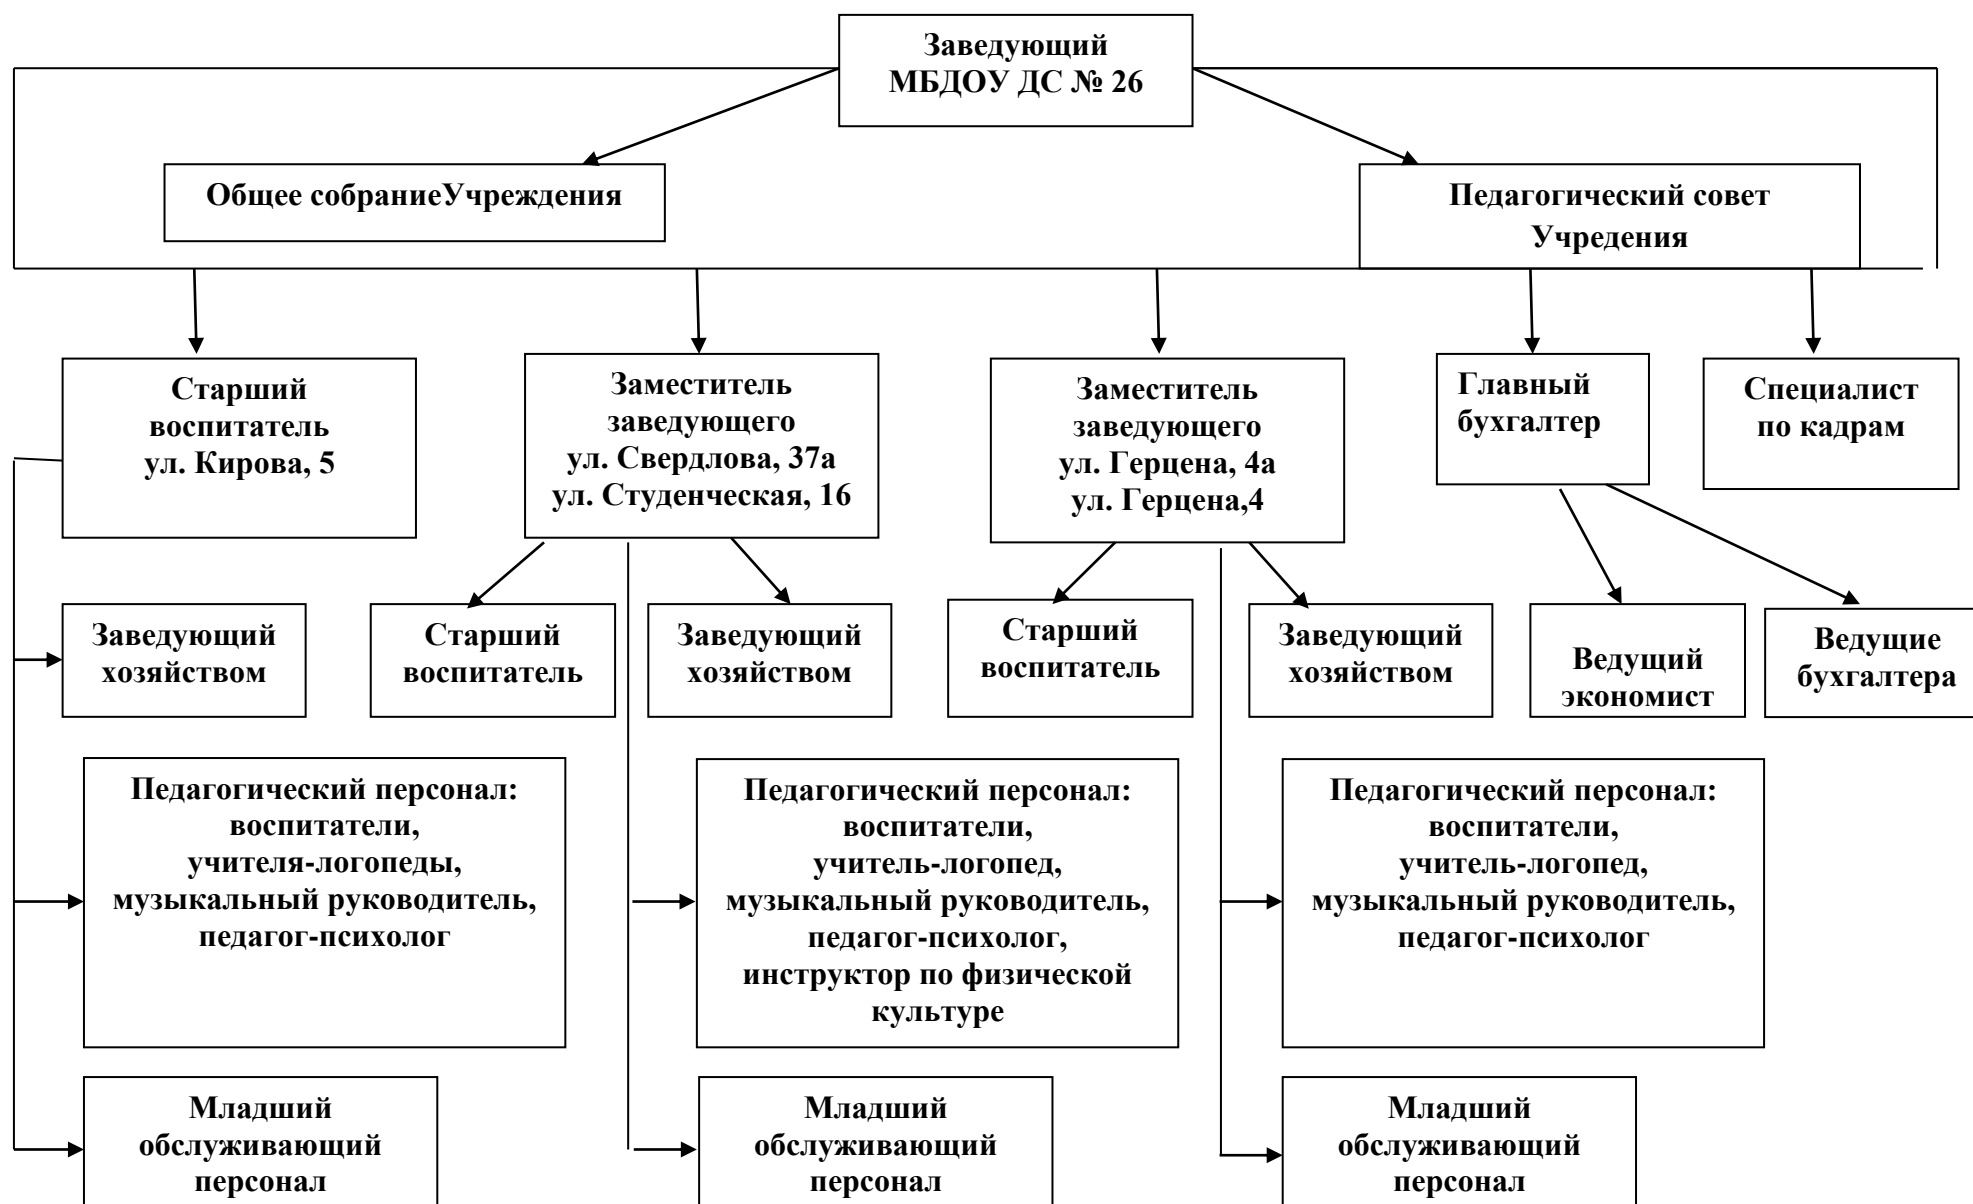 Заведующий
МБДОУ ДС № 26
Общее собраниеУчреждения
Педагогический совет
Учредения
Старший
воспитатель
ул. Кирова, 5
Заместитель
заведующего
ул. Свердлова, 37а
ул. Студенческая, 16
Заместитель
заведующего
ул. Герцена, 4а
ул. Герцена,4
Главный
бухгалтер
Специалист
по кадрам
Заведующий
хозяйством
Старший
воспитатель
Заведующий
хозяйством
Старший
воспитатель
Заведующий
хозяйством
Ведущий
экономист
Ведущие
бухгалтера
Педагогический персонал:
воспитатели,
учителя-логопеды,
музыкальный руководитель,
педагог-психолог
Педагогический персонал:
воспитатели,
учитель-логопед,
музыкальный руководитель,
педагог-психолог,
инструктор по физической
культуре
Педагогический персонал:
воспитатели,
учитель-логопед,
музыкальный руководитель,
педагог-психолог
Младший
обслуживающий
персонал
Младший
обслуживающий
персонал
Младший
обслуживающий
персонал